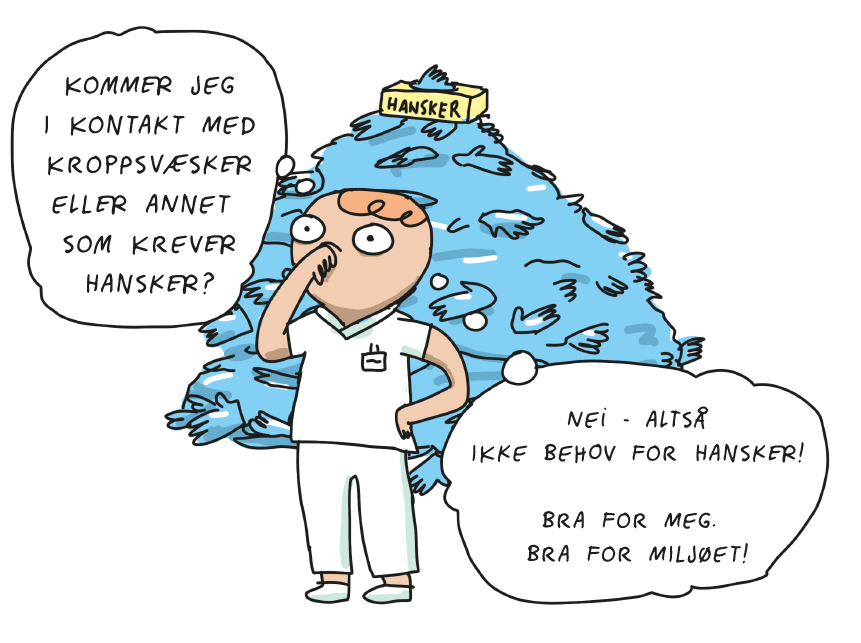 KOMMER JEG
I KONTAKT MED
KROPPSVÆSKER
ELLER ANNET
SOM KREVER
HANSKER?
HANSKER
NEI - ALTSÅ
IKKE BEHOV FOR HANSKER!
BRA FOR MEG.
BRA FOR MILJØET!